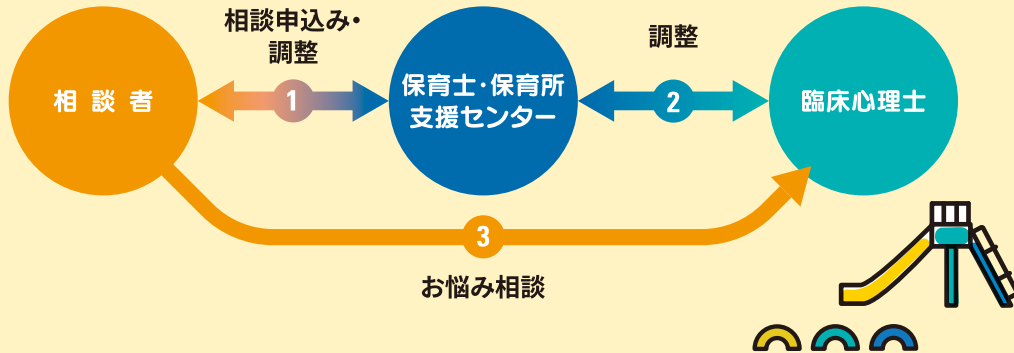 相談申込み・
調整
調整
相談者
1
保育士・保育所
支援センター
2
臨床心理士
3
お悩み相談